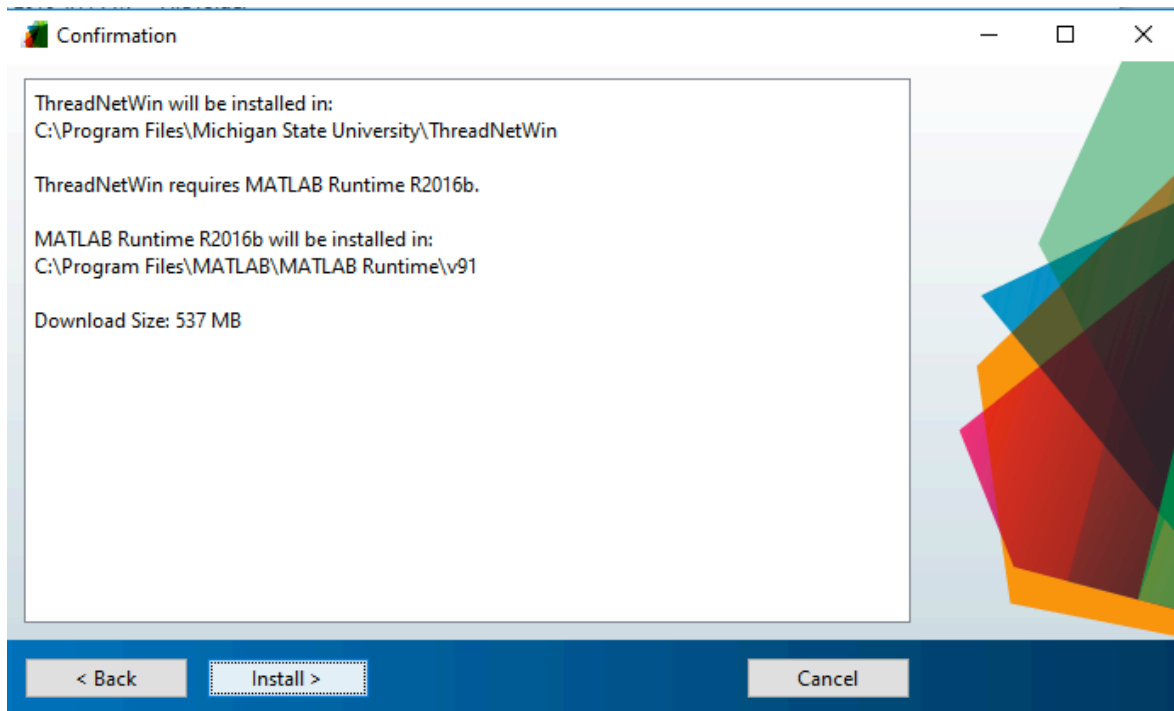 Confirmation
ThreadNetWin will be installed in:
C:\Program Files\Michigan State University\ThreadNetWin
ThreadNetWin requires MATLAB Runtime R2016b.
MATLAB Runtime R2016b will be installed in:
C:\Program Files\MATLAB\MATLAB Runtime\v91
Download Size: 537 MB
< Back
Install >
Cancel